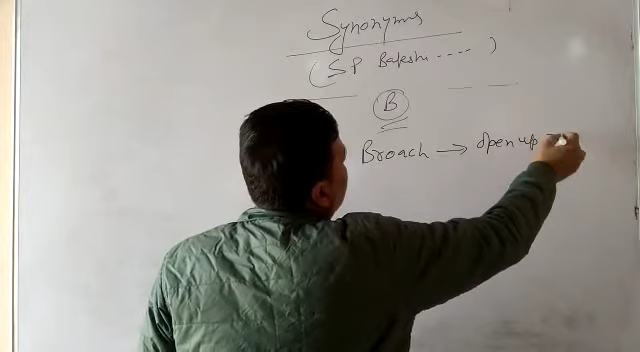 Synonyms
(SP Bakshi ....)
B
Broach → Open up